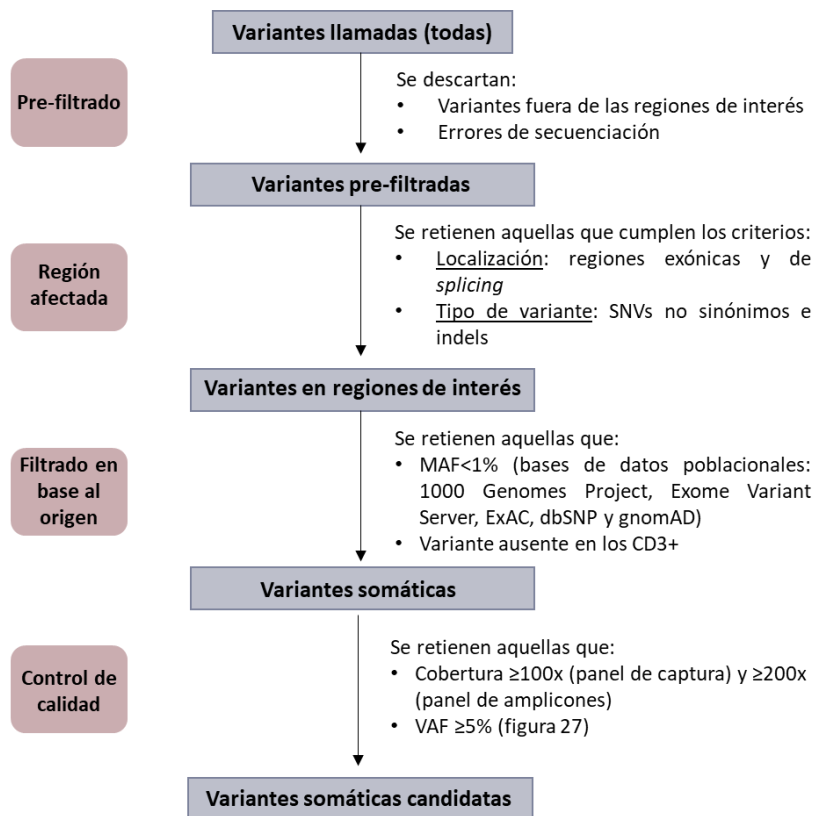 Variantes llamadas (todas)
Pre-filtrado
Se descartan:
• Variantes fuera de las regiones de interés
• Errores de secuenciación
Variantes pre-filtradas
Región
afectada
Se retienen aquellas que cumplen los criterios:
• Localización: regiones exónicas y de
splicing
• Tipo de variante: SNVs no sinónimos e
indels
Variantes en regiones de interés
Filtrado en
base al
origen
Se retienen aquellas que:
• MAF<1% (bases de datos poblacionales:
1000 Genomes Project, Exome Variant
Server, ExAC, dbSNP y gnomAD)
• Variante ausente en los CD3+
Variantes somáticas
Control de
calidad
Se retienen aquellas que:
• Cobertura ≥100x (panel de captura) y ≥200x
(panel de amplicones)
• VAF ≥5% (figura 27)
Variantes somáticas candidatas